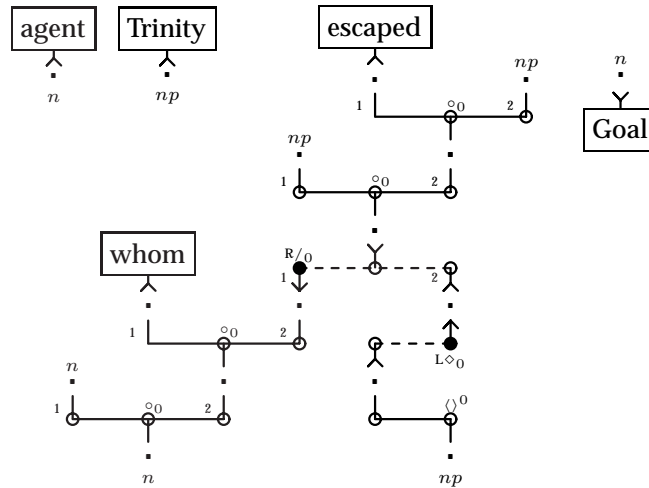 agent Trinity escaped
n np np n
1 ∘0 2
Goal
np
1 ∘0 2
whom R/0
1 2
1 ∘0 2
n L◇0
1 ∘0 2 ⟨⟩0
n np